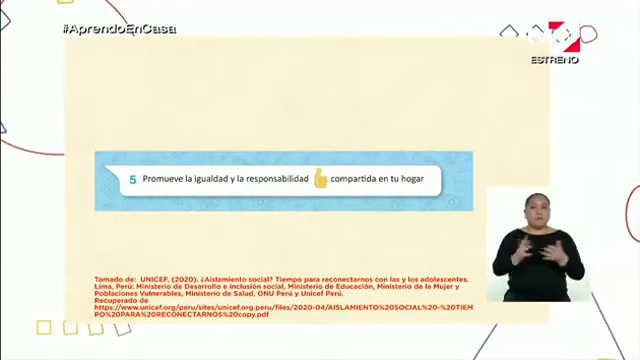 #AprendoEnCasa
ESTRENO
5 Promueve la igualdad y la responsabilidad compartida en tu hogar
Tomado de: UNICEF. (2020). ¿Aislamiento social? Tiempo para reconectarnos con las y los adolescentes.
Lima, Perú: Ministerio de Desarrollo e inclusión social, Ministerio de Educación, Ministerio de la Mujer y
Poblaciones Vulnerables, Ministerio de Salud, ONU Perú y Unicef Perú.
Recuperado de
https://www.unicef.org/peru/sites/unicef.org.peru/files/2020-04/AISLAMIENTO%20SOCIAL%20-%20TIEM
PO%20PARA%20RECONECTARNOS%20copy.pdf